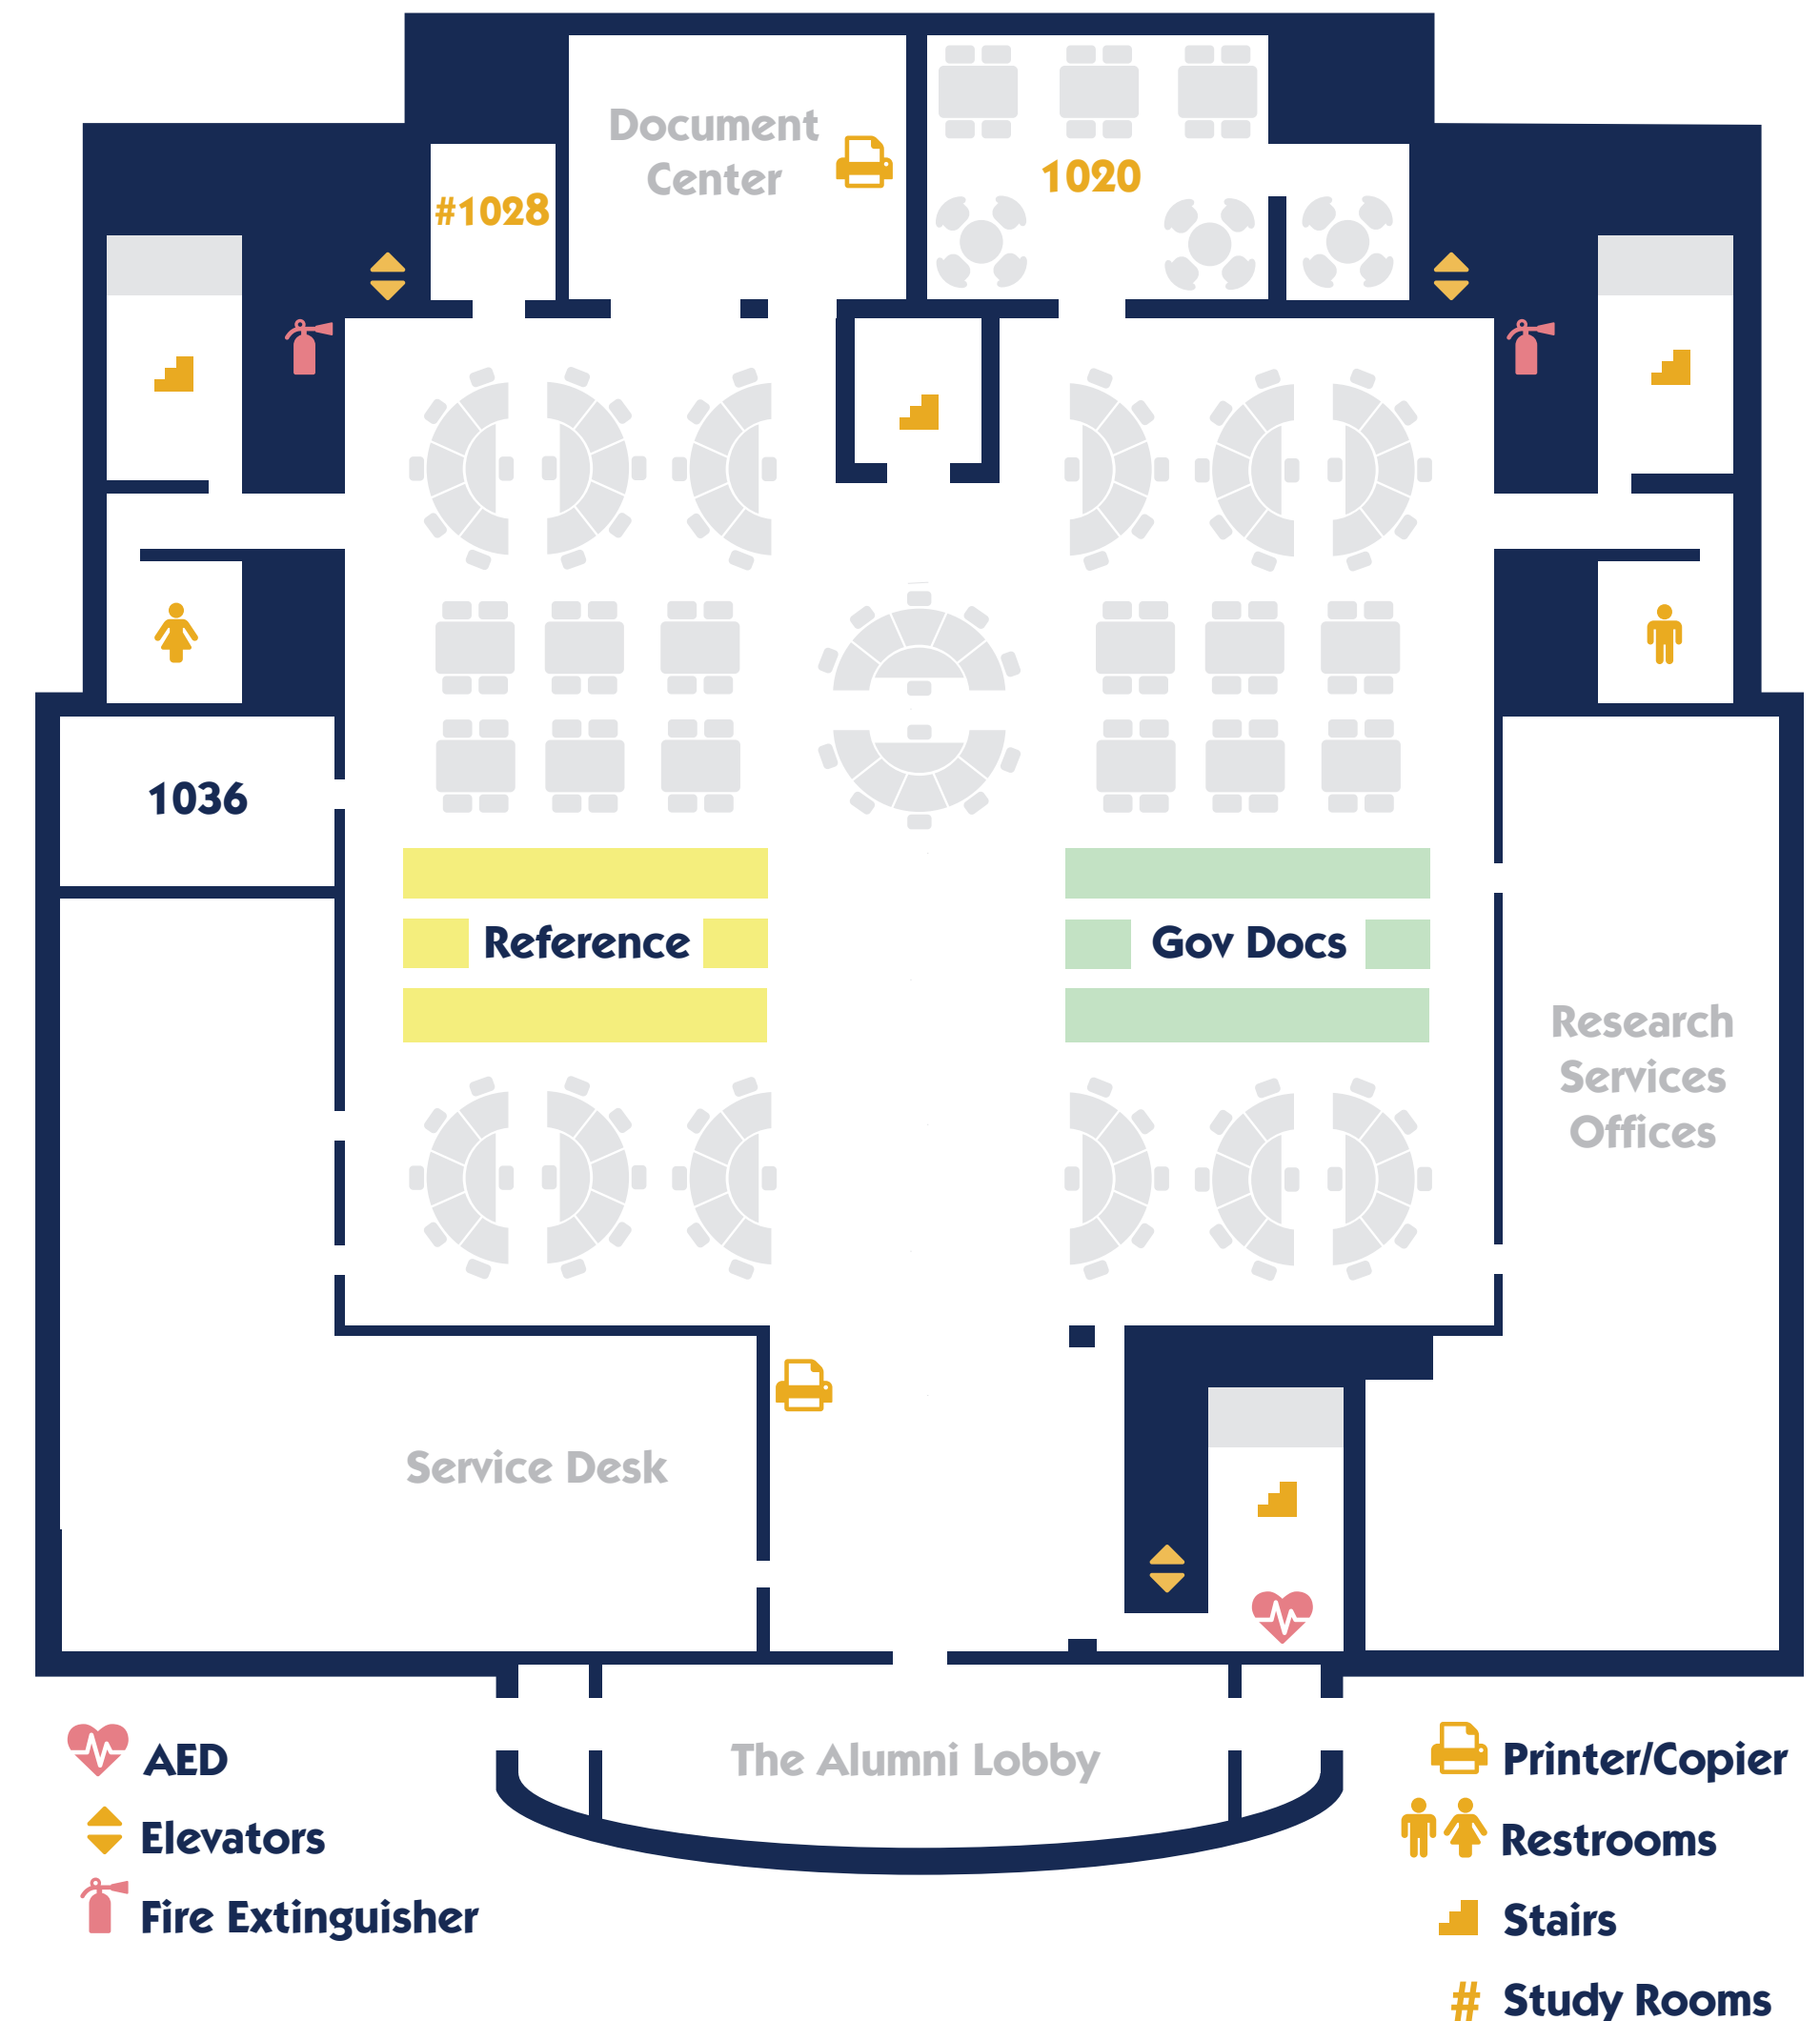 Document
Center
1020
#1028
1036
Reference
Gov Docs
Research
Services
Offices
Service Desk
The Alumni Lobby
AED
Elevators
Fire Extinguisher
Printer/Copier
Restrooms
Stairs
# Study Rooms